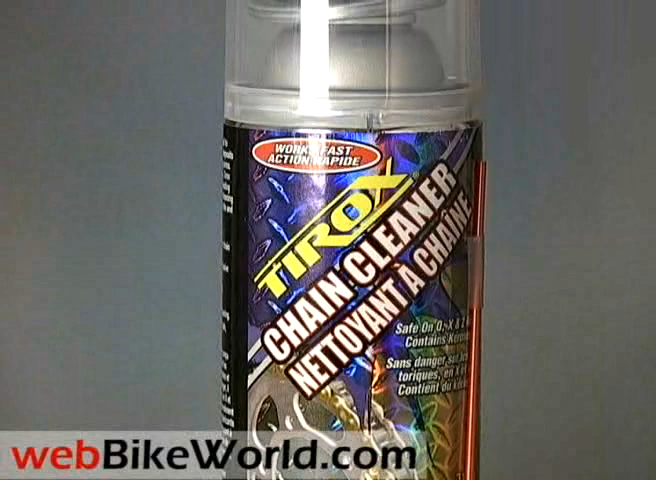 WORKS FAST
ACTION RAPIDE
TIROX
CHAIN CLEANER
NETTOYANT À CHAÎNE
Safe On O, X & Z
Contains
Sans danger sur
toriques, en X
Contient du
webBikeWorld.com